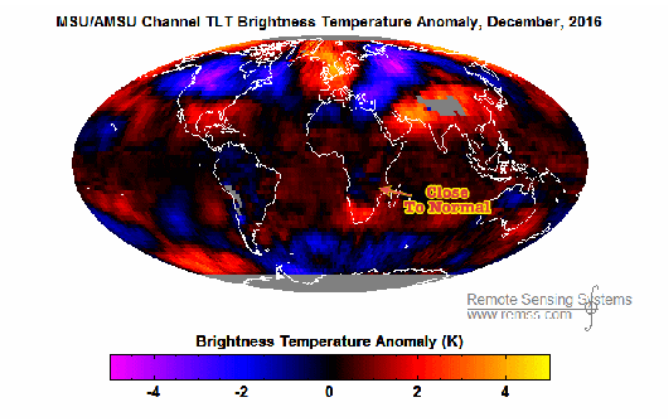 MSU/AMSU Channel TLT Brightness Temperature Anomaly, December, 2016
Close
To Normal
Remote Sensing Systems
www.remss.com
Brightness Temperature Anomaly (K)
-4 -2 0 2 4